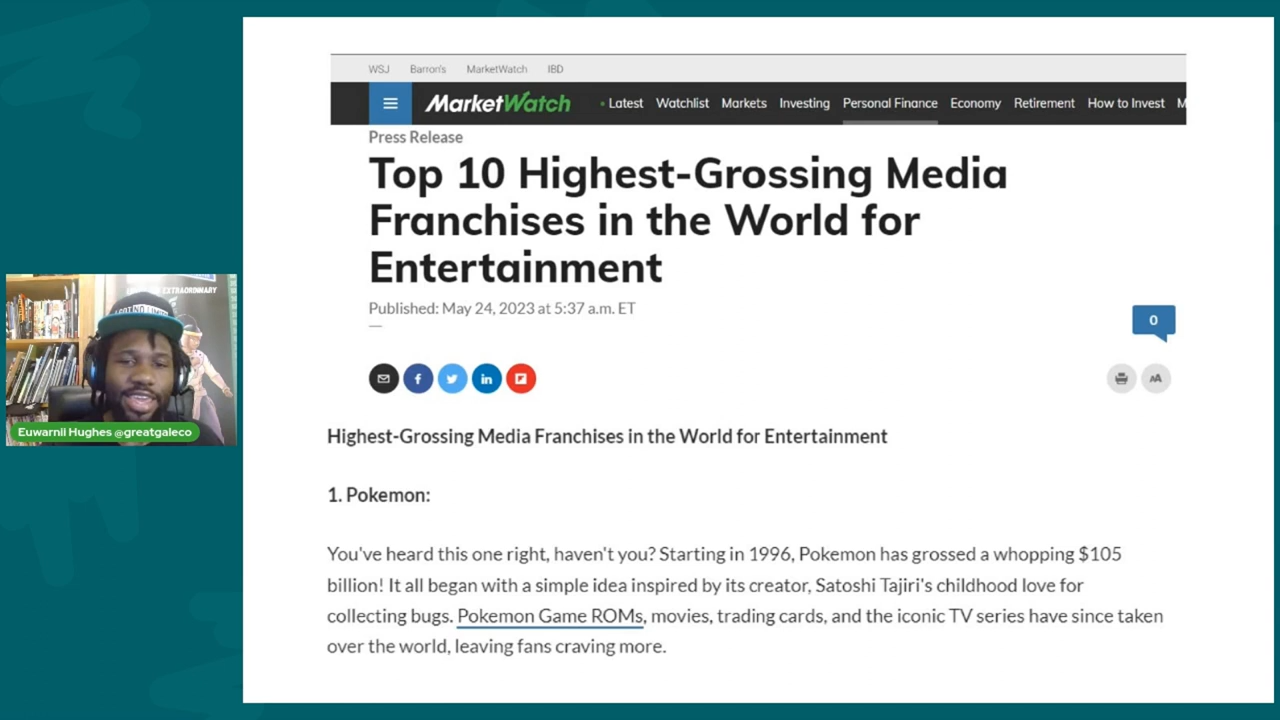 WSJ Barron's MarketWatch IBD
MarketWatch • Latest Watchlist Markets Investing Personal Finance Economy Retirement How to Invest M
Press Release
Top 10 Highest-Grossing Media
Franchises in the World for
Entertainment
Published: May 24, 2023 at 5:37 a.m. ET
0
AA
Highest-Grossing Media Franchises in the World for Entertainment
1. Pokemon:
You've heard this one right, haven't you? Starting in 1996, Pokemon has grossed a whopping $105
billion! It all began with a simple idea inspired by its creator, Satoshi Tajiri's childhood love for
collecting bugs. Pokemon Game ROMs, movies, trading cards, and the iconic TV series have since taken
over the world, leaving fans craving more.
EXTRAORDINARY
Euwarnii Hughes @greatgaleco